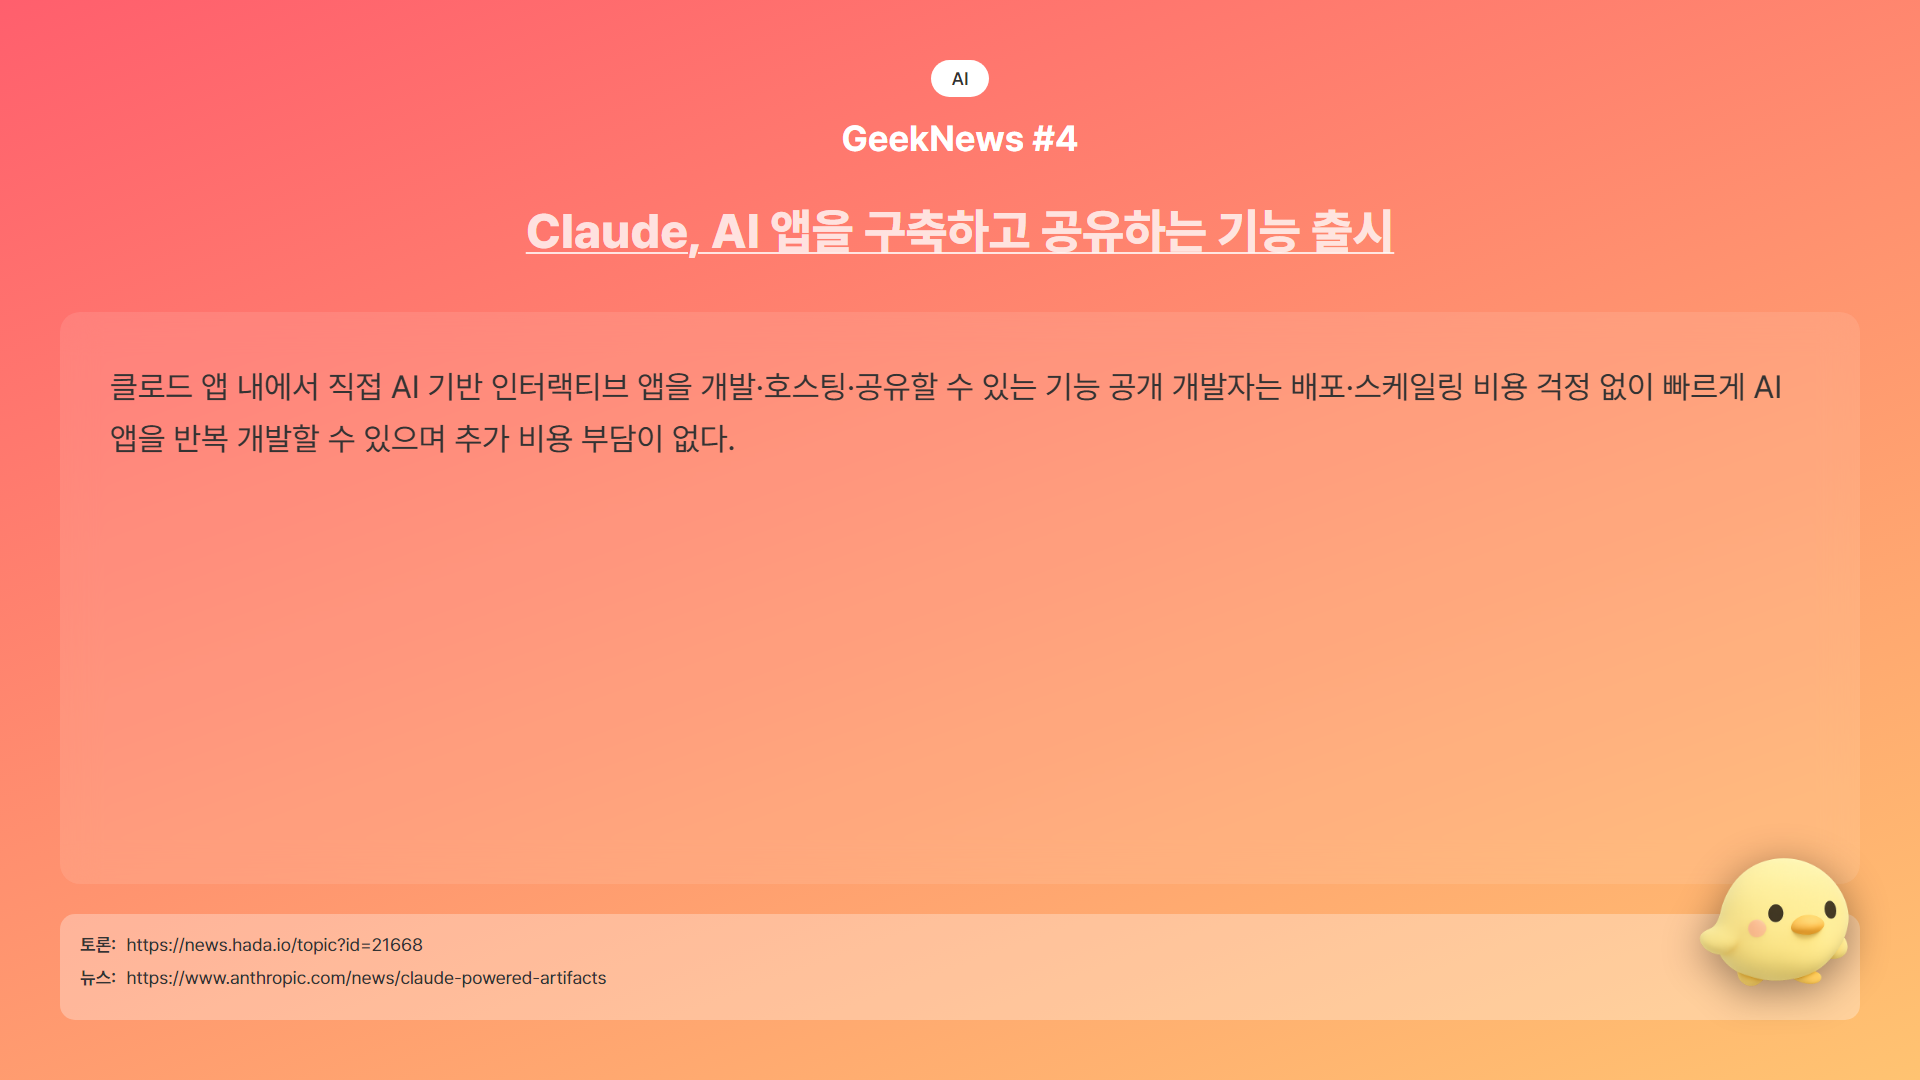 AI
GeekNews #4
Claude, AI 앱을 구축하고 공유하는 기능 출시
클로드 앱 내에서 직접 AI 기반 인터랙티브 앱을 개발·호스팅·공유할 수 있는 기능 공개 개발자는 배포·스케일링 비용 걱정 없이 빠르게 AI
앱을 반복 개발할 수 있으며 추가 비용 부담이 없다.
토론: https://news.hada.io/topic?id=21668
뉴스: https://www.anthropic.com/news/claude-powered-artifacts